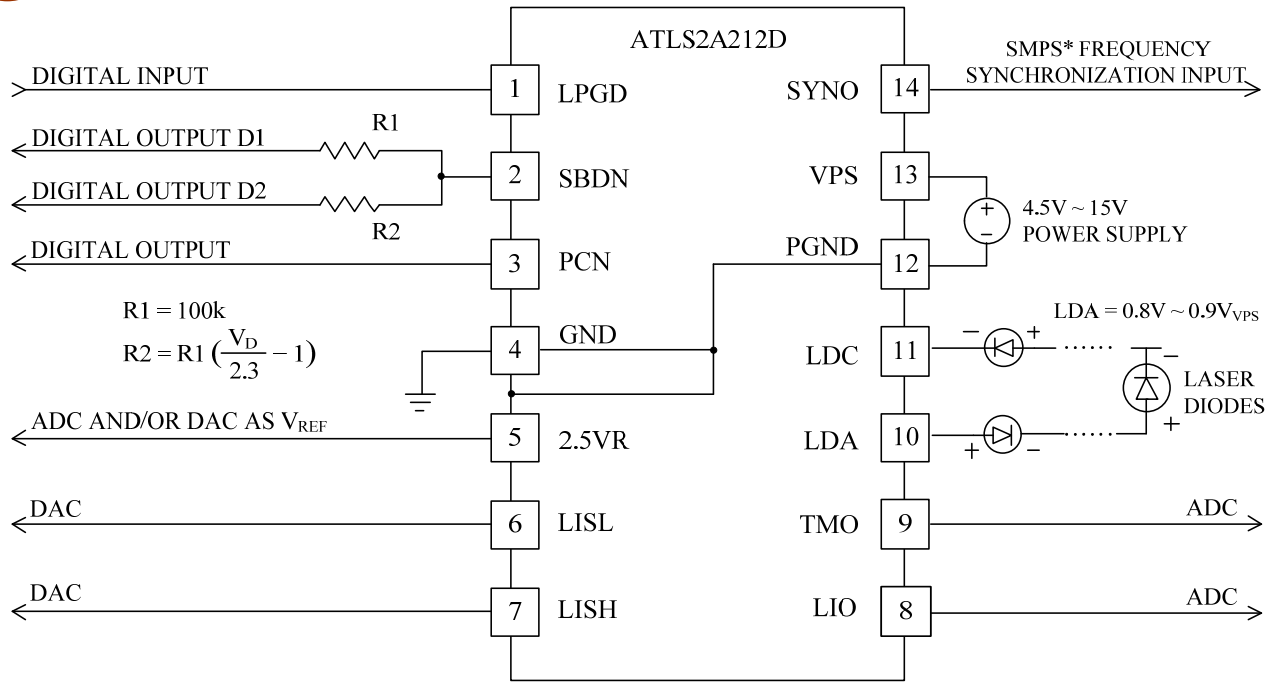 ATLS2A212D
DIGITAL INPUT
1
LPGD
DIGITAL OUTPUT D1
R1
DIGITAL OUTPUT D2
R2
2
SBDN
DIGITAL OUTPUT
3
PCN
R1 = 100k
R2 = R1 (V_D/2.3 − 1)
4
GND
ADC AND/OR DAC AS V_REF
5
2.5VR
DAC
6
LISL
DAC
7
LISH
SMPS* FREQUENCY
SYNCHRONIZATION INPUT
SYNO
14
VPS
13
+
−
4.5V ~ 15V
POWER SUPPLY
PGND
12
LDA = 0.8V ~ 0.9V_VPS
LDC
11
− +
−
LASER
DIODES
+
LDA
10
+ −
TMO
9
ADC
LIO
8
ADC